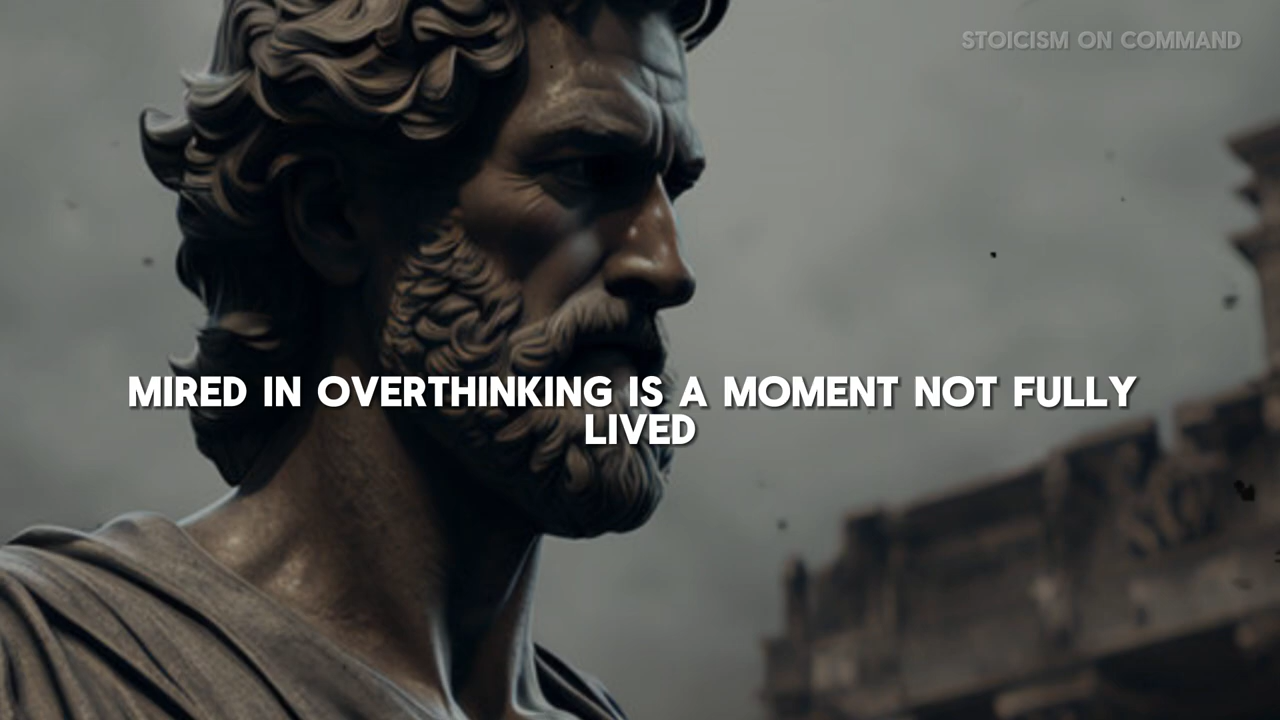 STOICISM ON COMMAND
MIRED IN OVERTHINKING IS A MOMENT NOT FULLY
LIVED